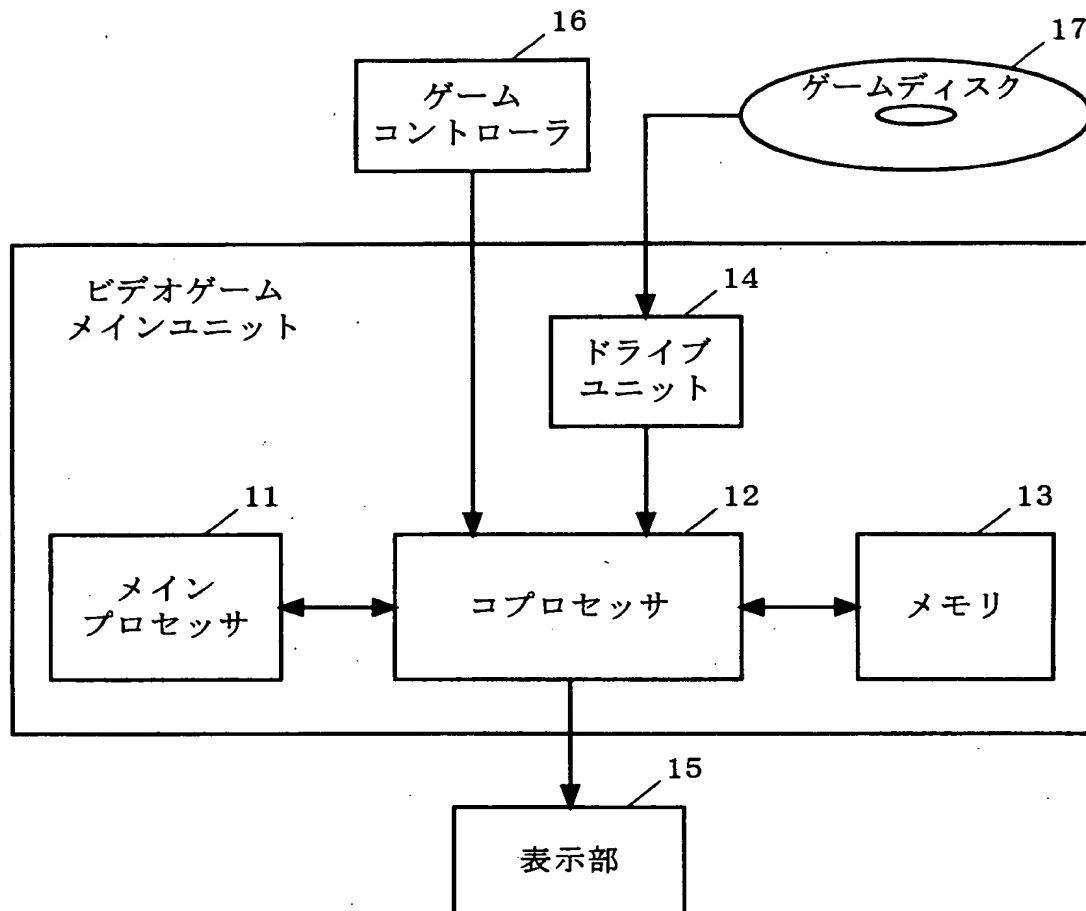 16
17
ゲーム
コントローラ
ゲームディスク
ビデオゲーム
メインユニット
14
ドライブ
ユニット
11
12
13
メイン
プロセッサ
コプロセッサ
メモリ
15
表示部